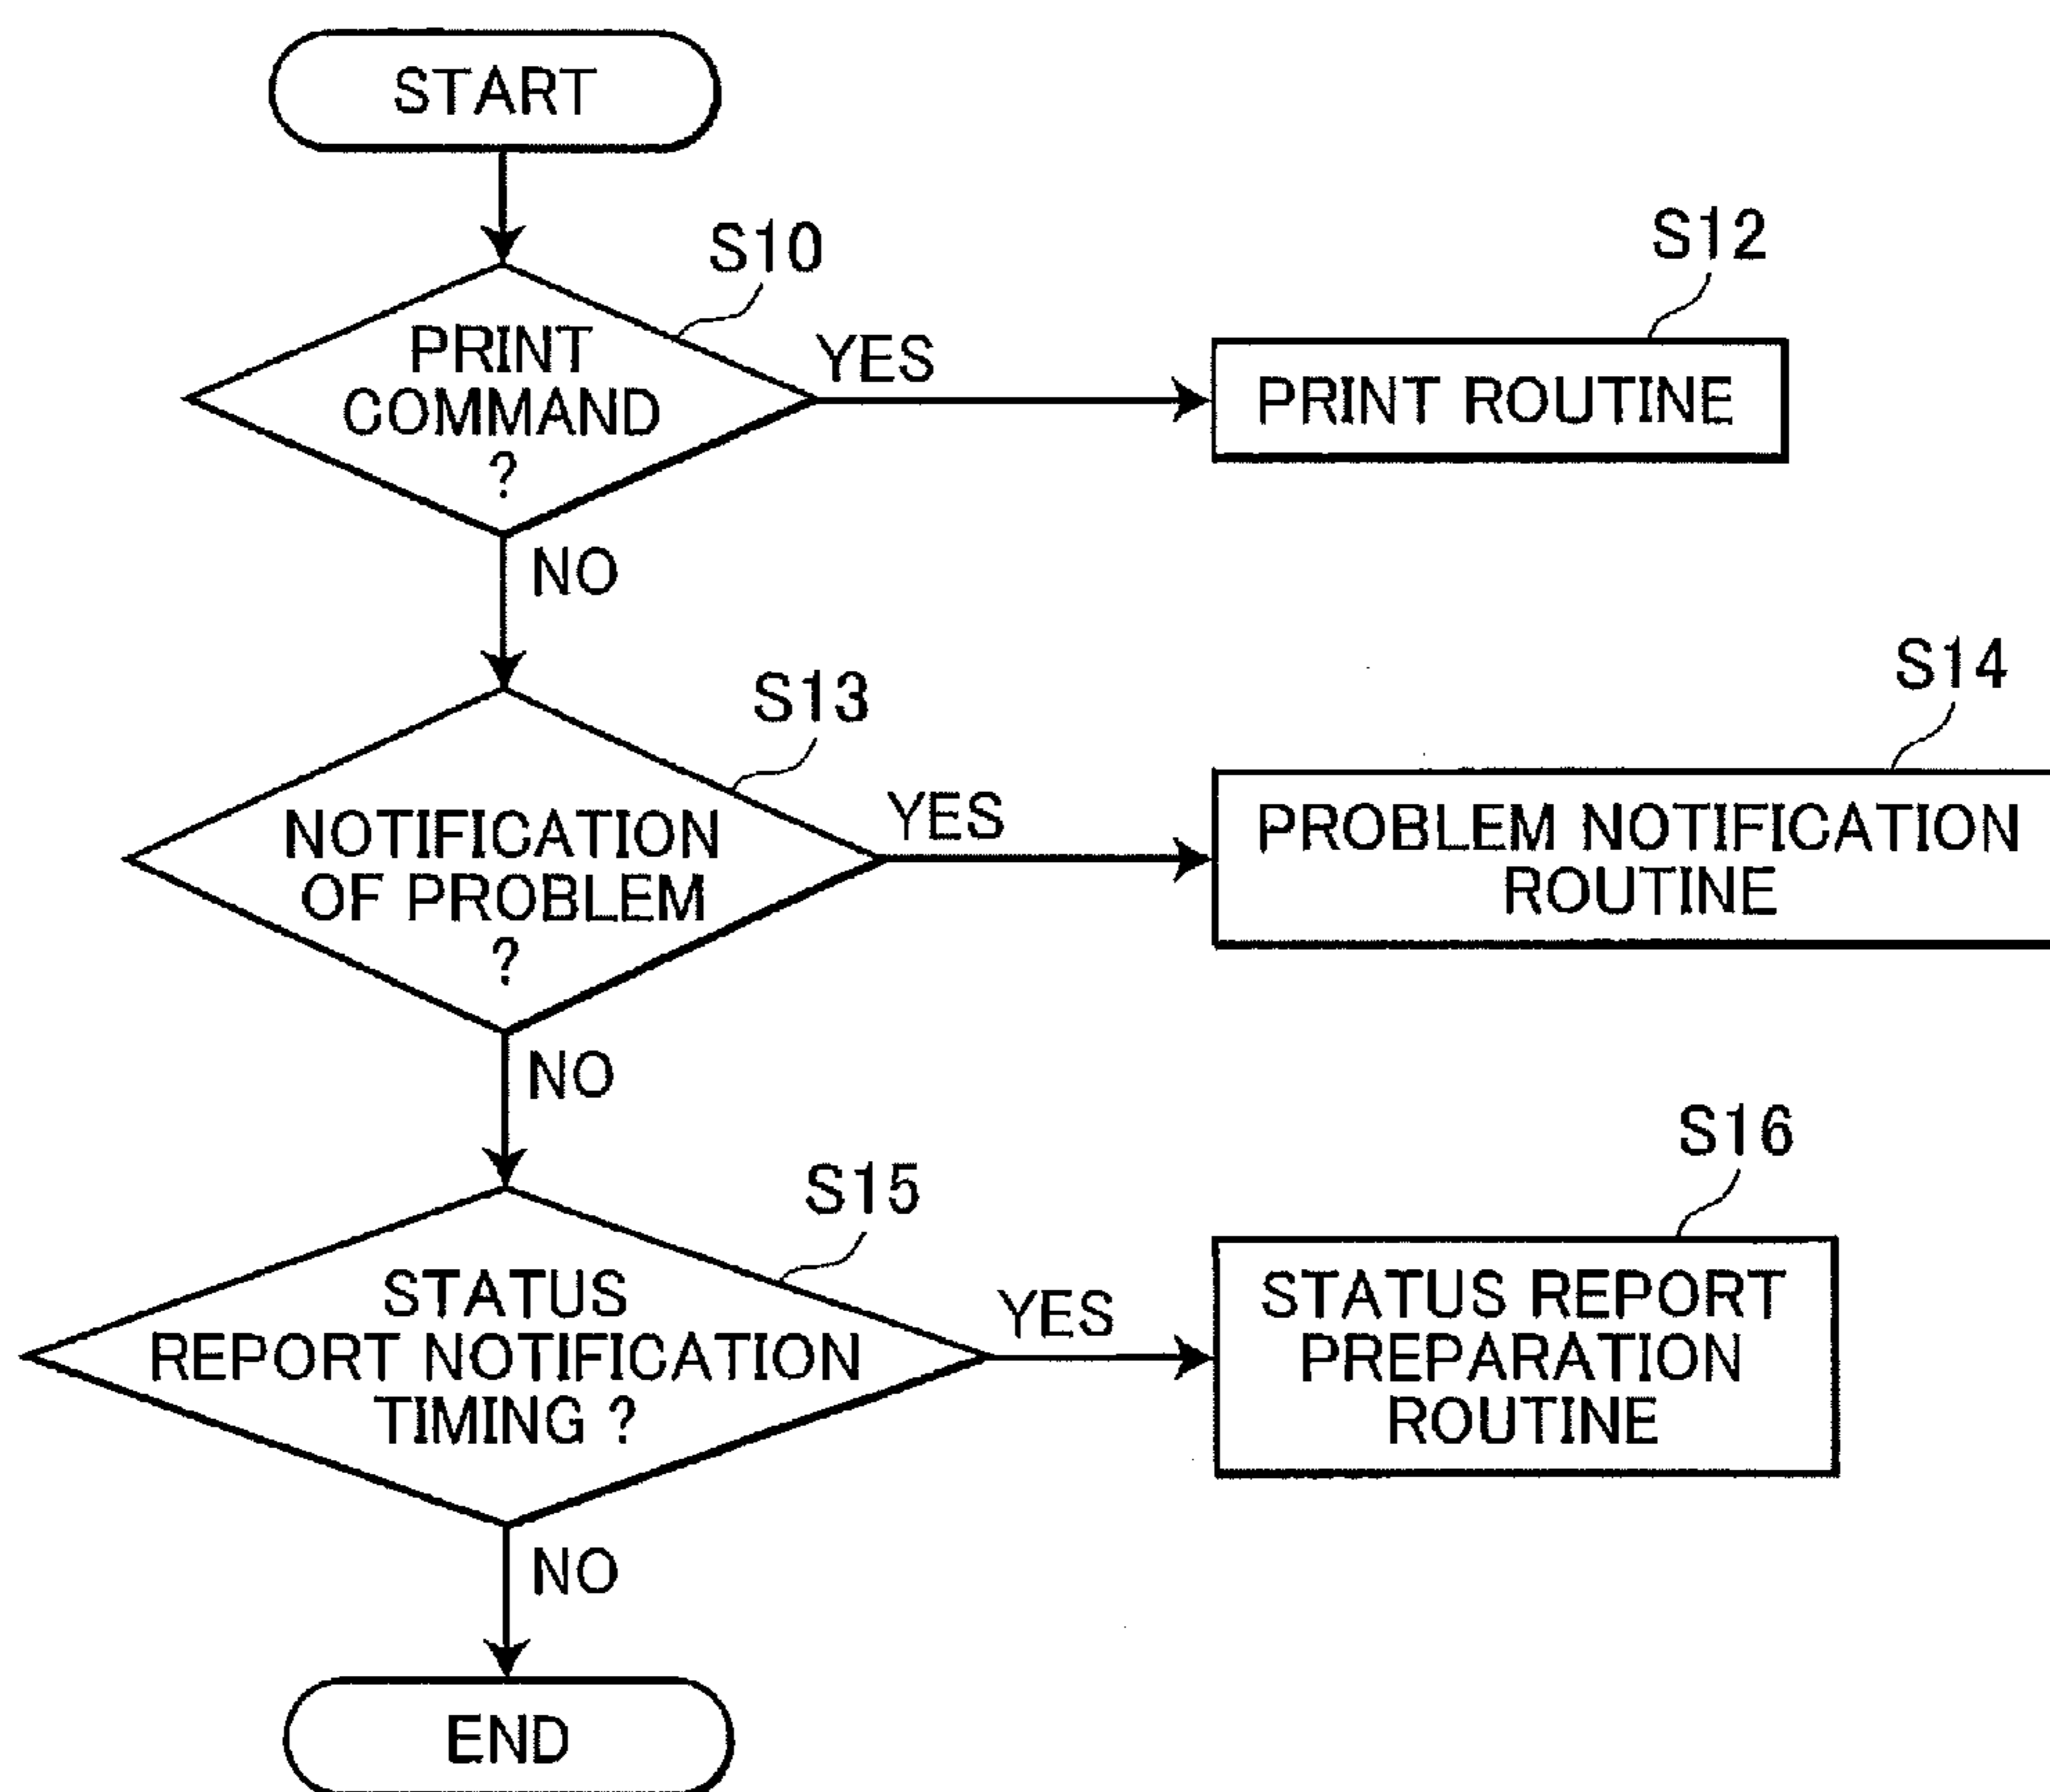 START
S10
S12
PRINT
COMMAND
?
YES
PRINT ROUTINE
NO
S13
S14
NOTIFICATION
OF PROBLEM
?
YES
PROBLEM NOTIFICATION
ROUTINE
NO
S15
S16
STATUS
REPORT NOTIFICATION
TIMING ?
YES
STATUS REPORT
PREPARATION
ROUTINE
NO
END